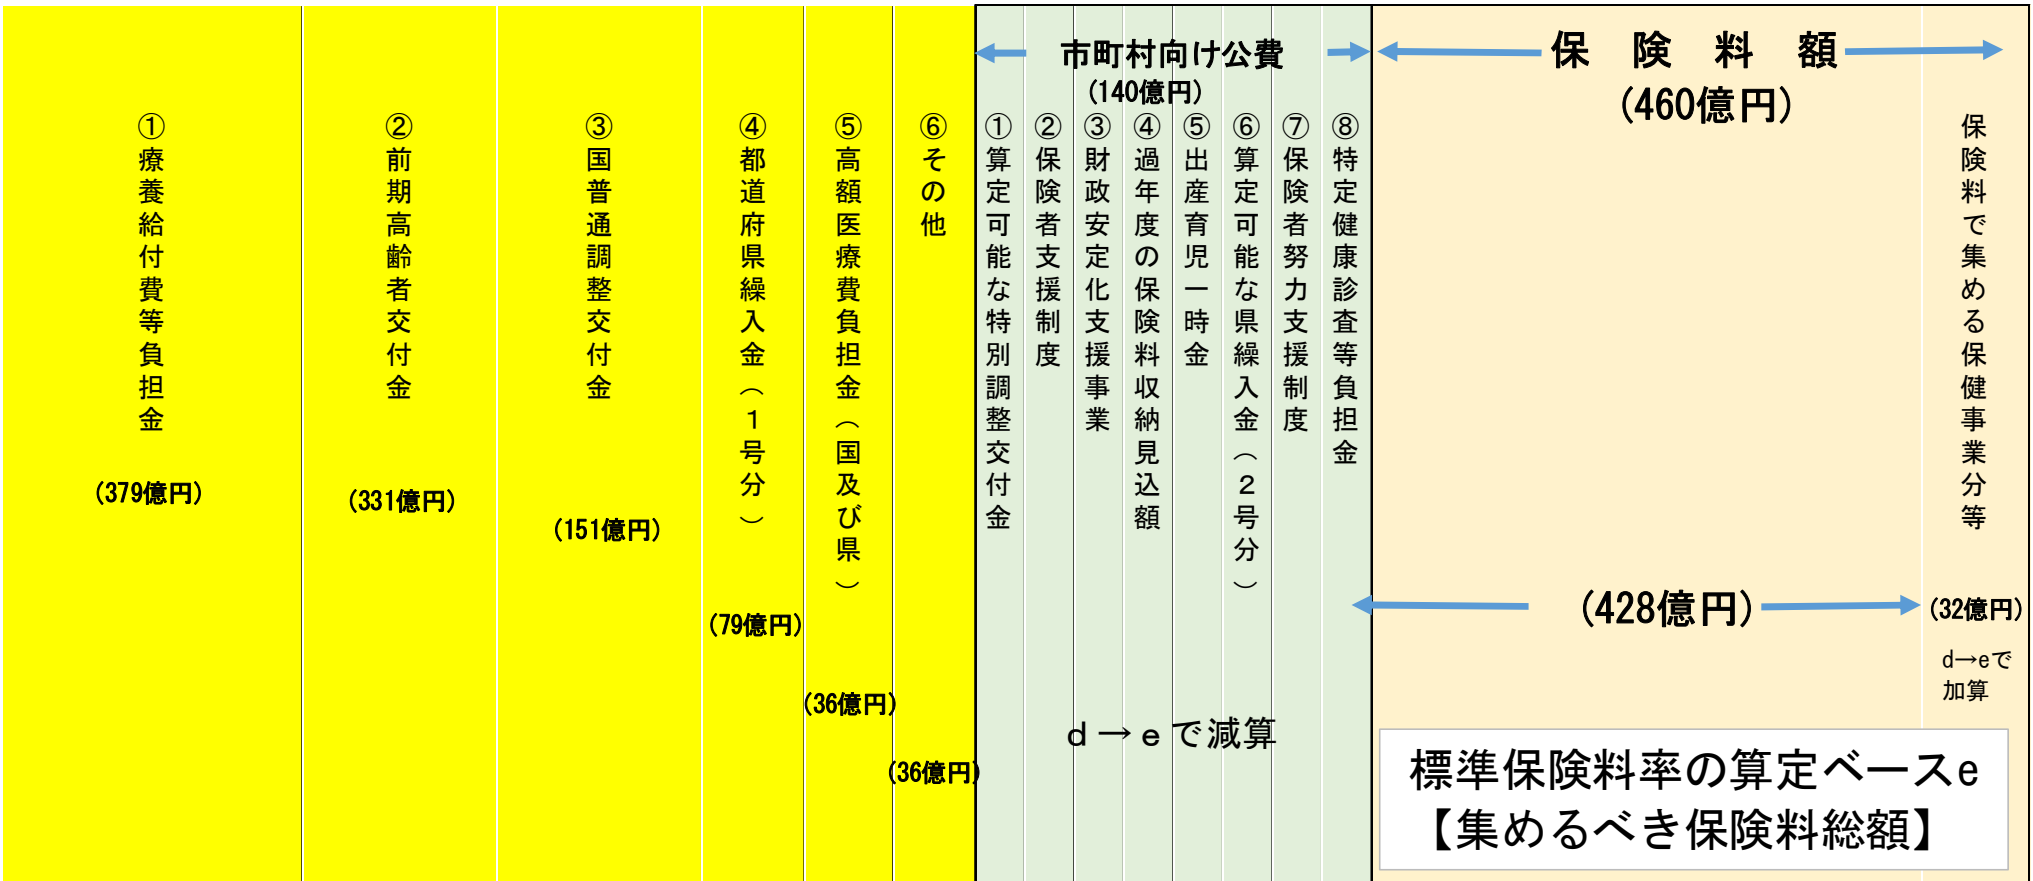 ①療養給付費等負担金
(379億円)
②前期高齢者交付金
(331億円)
③国普通調整交付金
(151億円)
④都道府県繰入金(1号分)
(79億円)
⑤高額医療費負担金(国及び県)
(36億円)
⑥その他
(36億円)
市町村向け公費
(140億円)
①算定可能な特別調整交付金
②保険者支援制度
③財政安定化支援事業
④過年度の保険料収納見込額
⑤出産育児一時金
⑥算定可能な県繰入金(2号分)
⑦保険者努力支援制度
⑧特定健康診査等負担金
d→eで減算
保 険 料 額
(460億円)
(428億円)
保険料で集める保健事業分等
(32億円)
d→eで
加算
標準保険料率の算定ベースe
【集めるべき保険料総額】